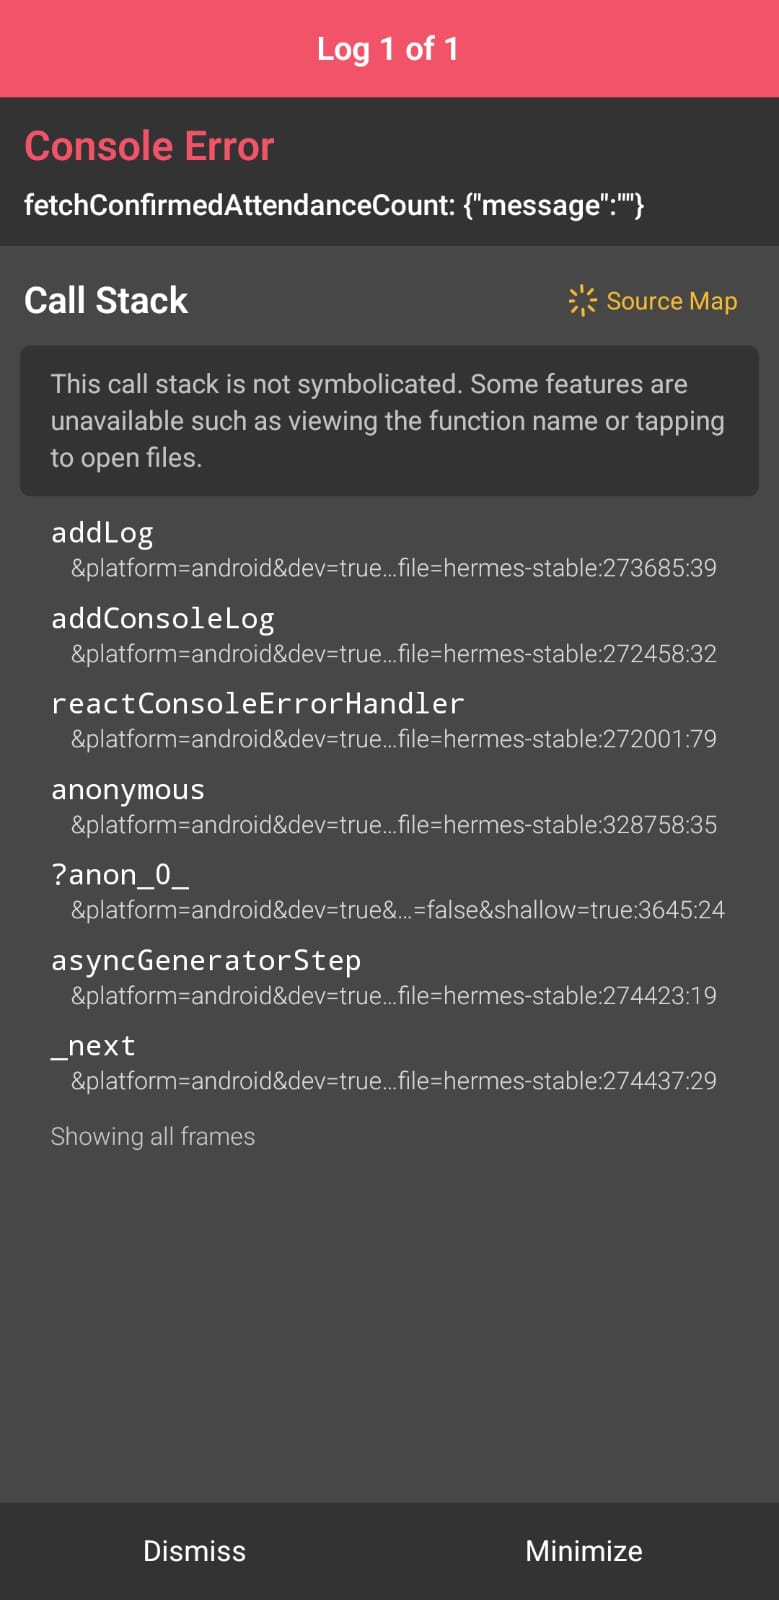 Log 1 of 1
Console Error
fetchConfirmedAttendanceCount: {"message":""}
Call Stack
Source Map
This call stack is not symbolicated. Some features are
unavailable such as viewing the function name or tapping
to open files.
addLog
&platform=android&dev=true…file=hermes-stable:273685:39
addConsoleLog
&platform=android&dev=true…file=hermes-stable:272458:32
reactConsoleErrorHandler
&platform=android&dev=true…file=hermes-stable:272001:79
anonymous
&platform=android&dev=true…file=hermes-stable:328758:35
?anon_0_
&platform=android&dev=true&…=false&shallow=true:3645:24
asyncGeneratorStep
&platform=android&dev=true…file=hermes-stable:274423:19
_next
&platform=android&dev=true…file=hermes-stable:274437:29
Showing all frames
Dismiss
Minimize